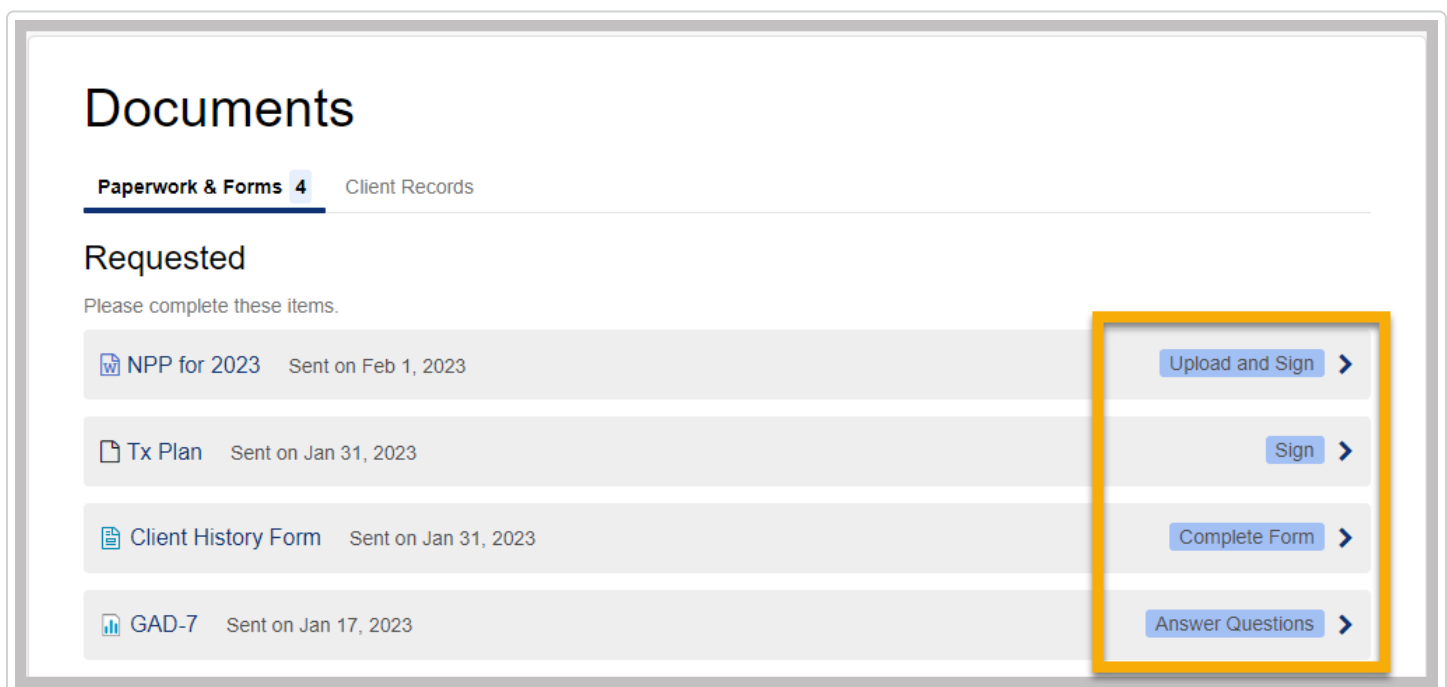 Documents
Paperwork & Forms 4 Client Records
Requested
Please complete these items.
W NPP for 2023 Sent on Feb 1, 2023 Upload and Sign
Tx Plan Sent on Jan 31, 2023 Sign
Client History Form Sent on Jan 31, 2023 Complete Form
GAD-7 Sent on Jan 17, 2023 Answer Questions